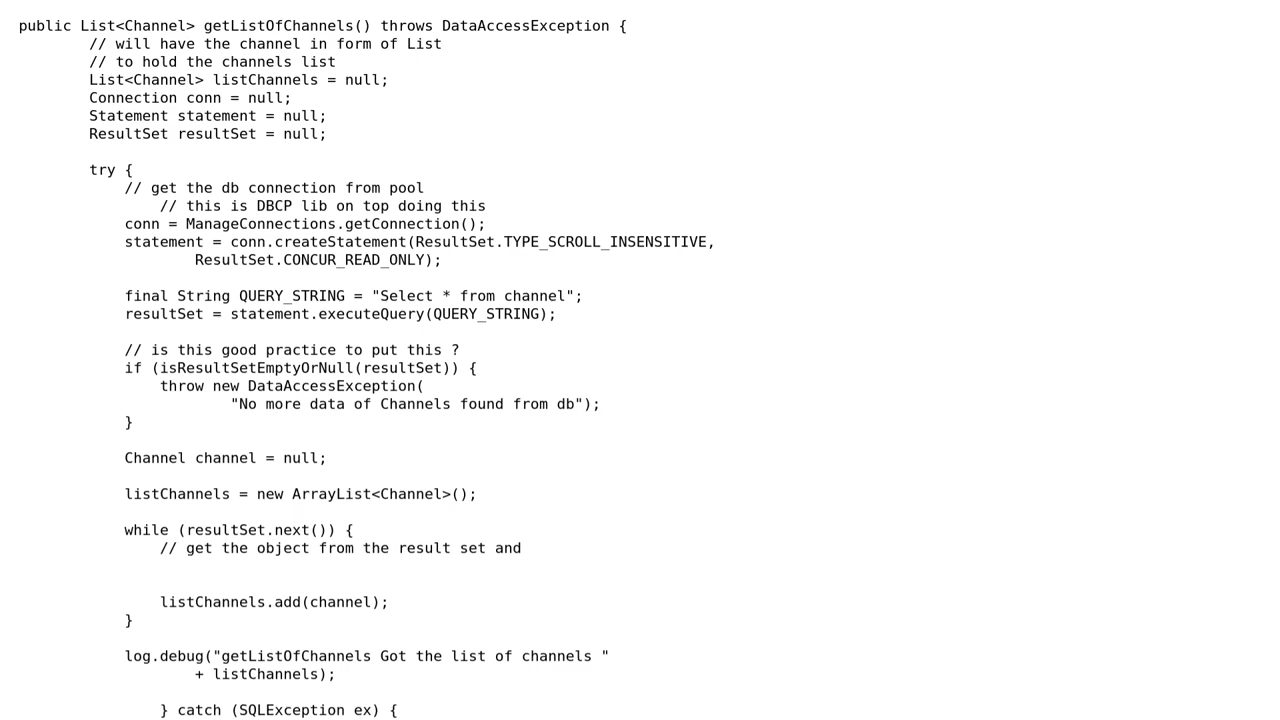 public List<Channel> getListOfChannels() throws DataAccessException {
        // will have the channel in form of List
        // to hold the channels list
        List<Channel> listChannels = null;
        Connection conn = null;
        Statement statement = null;
        ResultSet resultSet = null;

        try {
            // get the db connection from pool
                // this is DBCP lib on top doing this
            conn = ManageConnections.getConnection();
            statement = conn.createStatement(ResultSet.TYPE_SCROLL_INSENSITIVE,
                    ResultSet.CONCUR_READ_ONLY);

            final String QUERY_STRING = "Select * from channel";
            resultSet = statement.executeQuery(QUERY_STRING);

            // is this good practice to put this ?
            if (isResultSetEmptyOrNull(resultSet)) {
                throw new DataAccessException(
                        "No more data of Channels found from db");
            }

            Channel channel = null;

            listChannels = new ArrayList<Channel>();

            while (resultSet.next()) {
                // get the object from the result set and


                listChannels.add(channel);
            }

            log.debug("getListOfChannels Got the list of channels "
                    + listChannels);

                } catch (SQLException ex) {